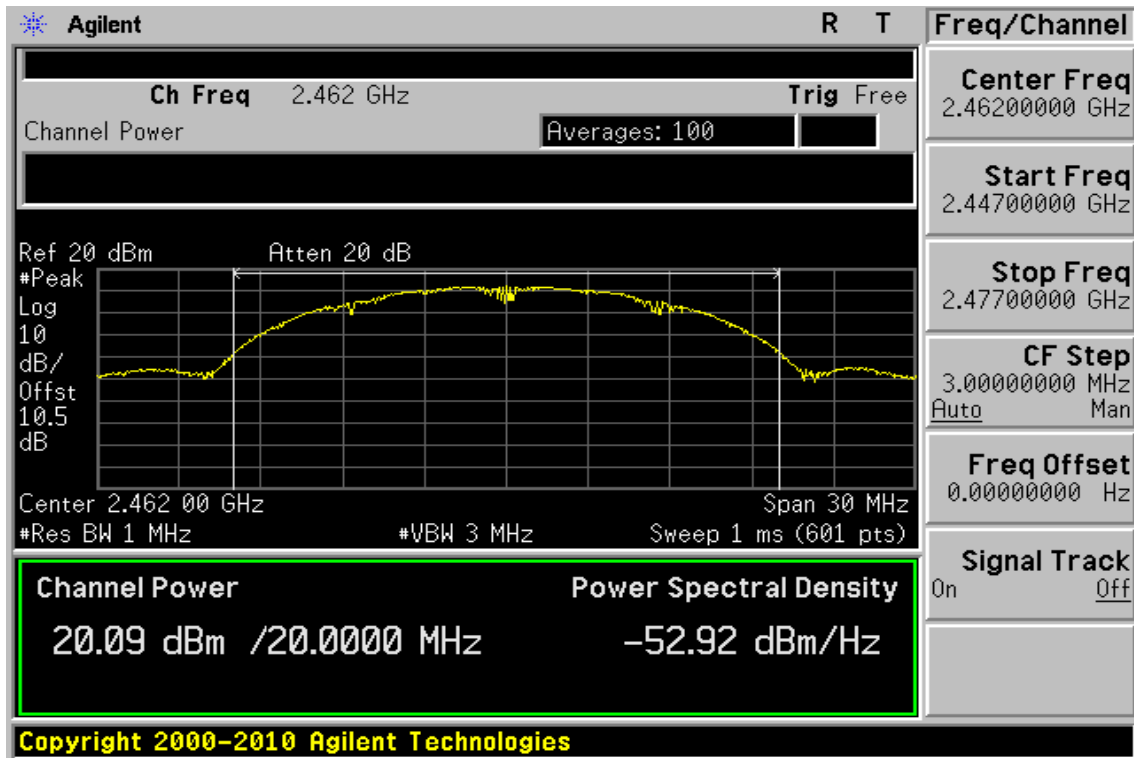 Agilent R T
Ch Freq 2.462 GHz Trig Free
Channel Power Averages: 100
Ref 20 dBm Atten 20 dB
#Peak
Log
10
dB/
Offst
10.5
dB
Center 2.462 00 GHz Span 30 MHz
#Res BW 1 MHz #VBW 3 MHz Sweep 1 ms (601 pts)
Channel Power Power Spectral Density
20.09 dBm /20.0000 MHz -52.92 dBm/Hz
Copyright 2000-2010 Agilent Technologies
Freq/Channel
Center Freq
2.46200000 GHz
Start Freq
2.44700000 GHz
Stop Freq
2.47700000 GHz
CF Step
3.00000000 MHz
Auto Man
Freq Offset
0.00000000 Hz
Signal Track
On Off